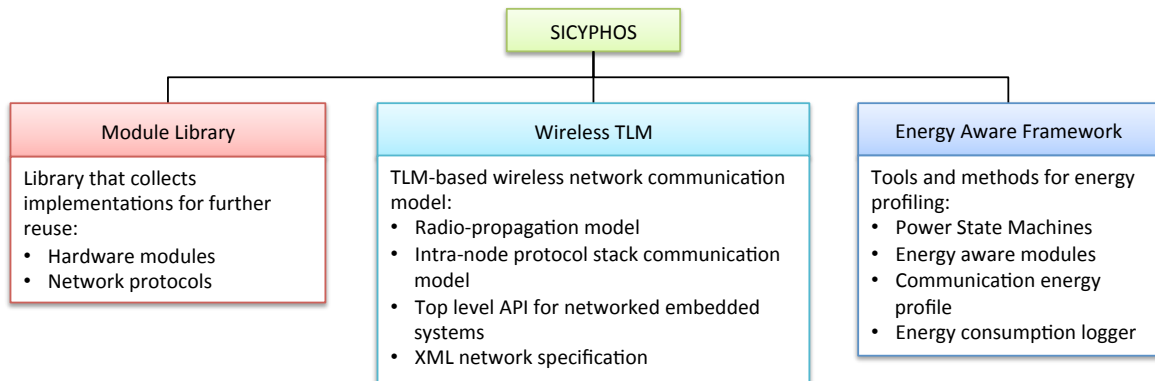 SICYPHOS
Module Library
Library that collects
implementations for further
reuse:
• Hardware modules
• Network protocols
Wireless TLM
TLM-based wireless network communication
model:
• Radio-propagation model
• Intra-node protocol stack communication
model
• Top level API for networked embedded
systems
• XML network specification
Energy Aware Framework
Tools and methods for energy
profiling:
• Power State Machines
• Energy aware modules
• Communication energy
profile
• Energy consumption logger